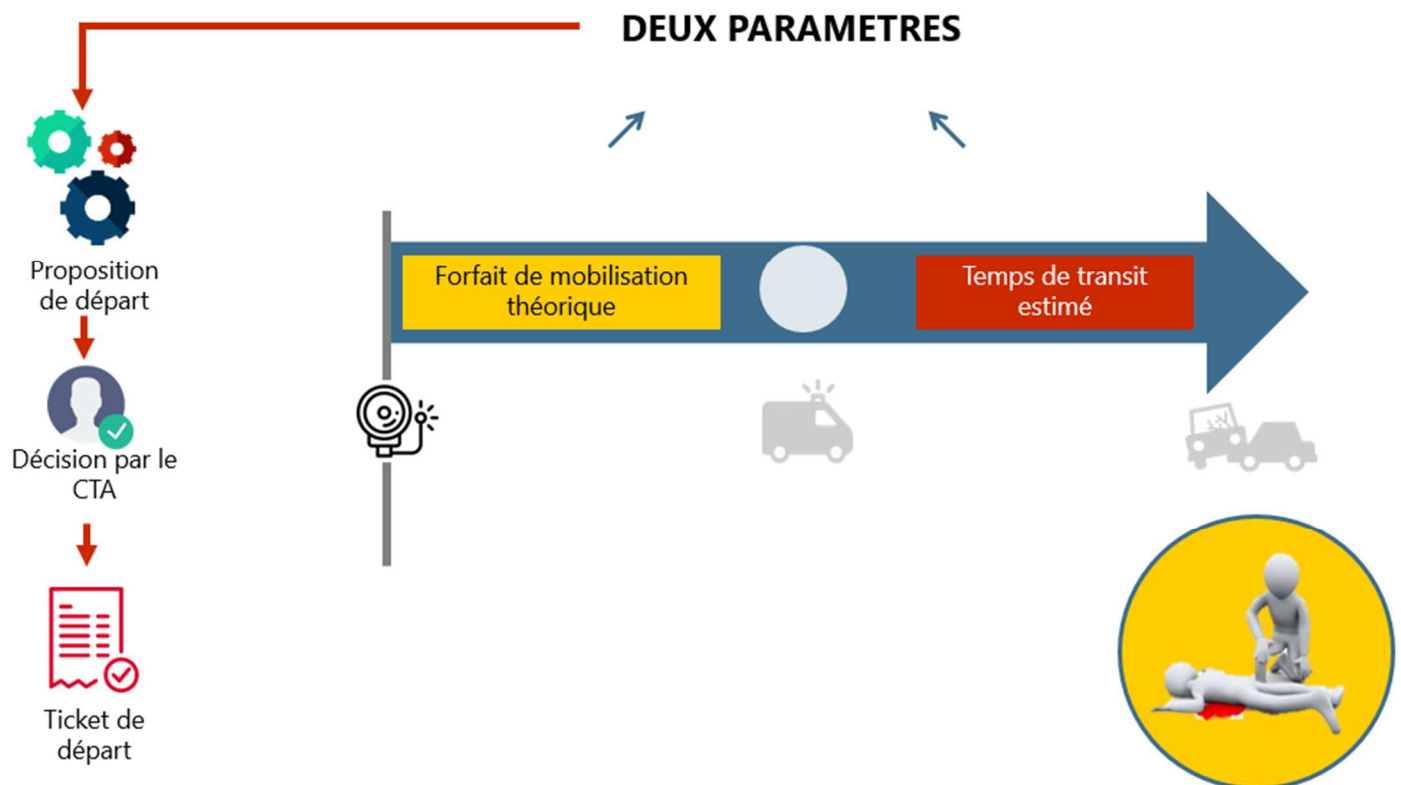 DEUX PARAMETRES
Proposition
de départ
Décision par le
CTA
Ticket de
départ
Forfait de mobilisation
théorique
Temps de transit
estimé